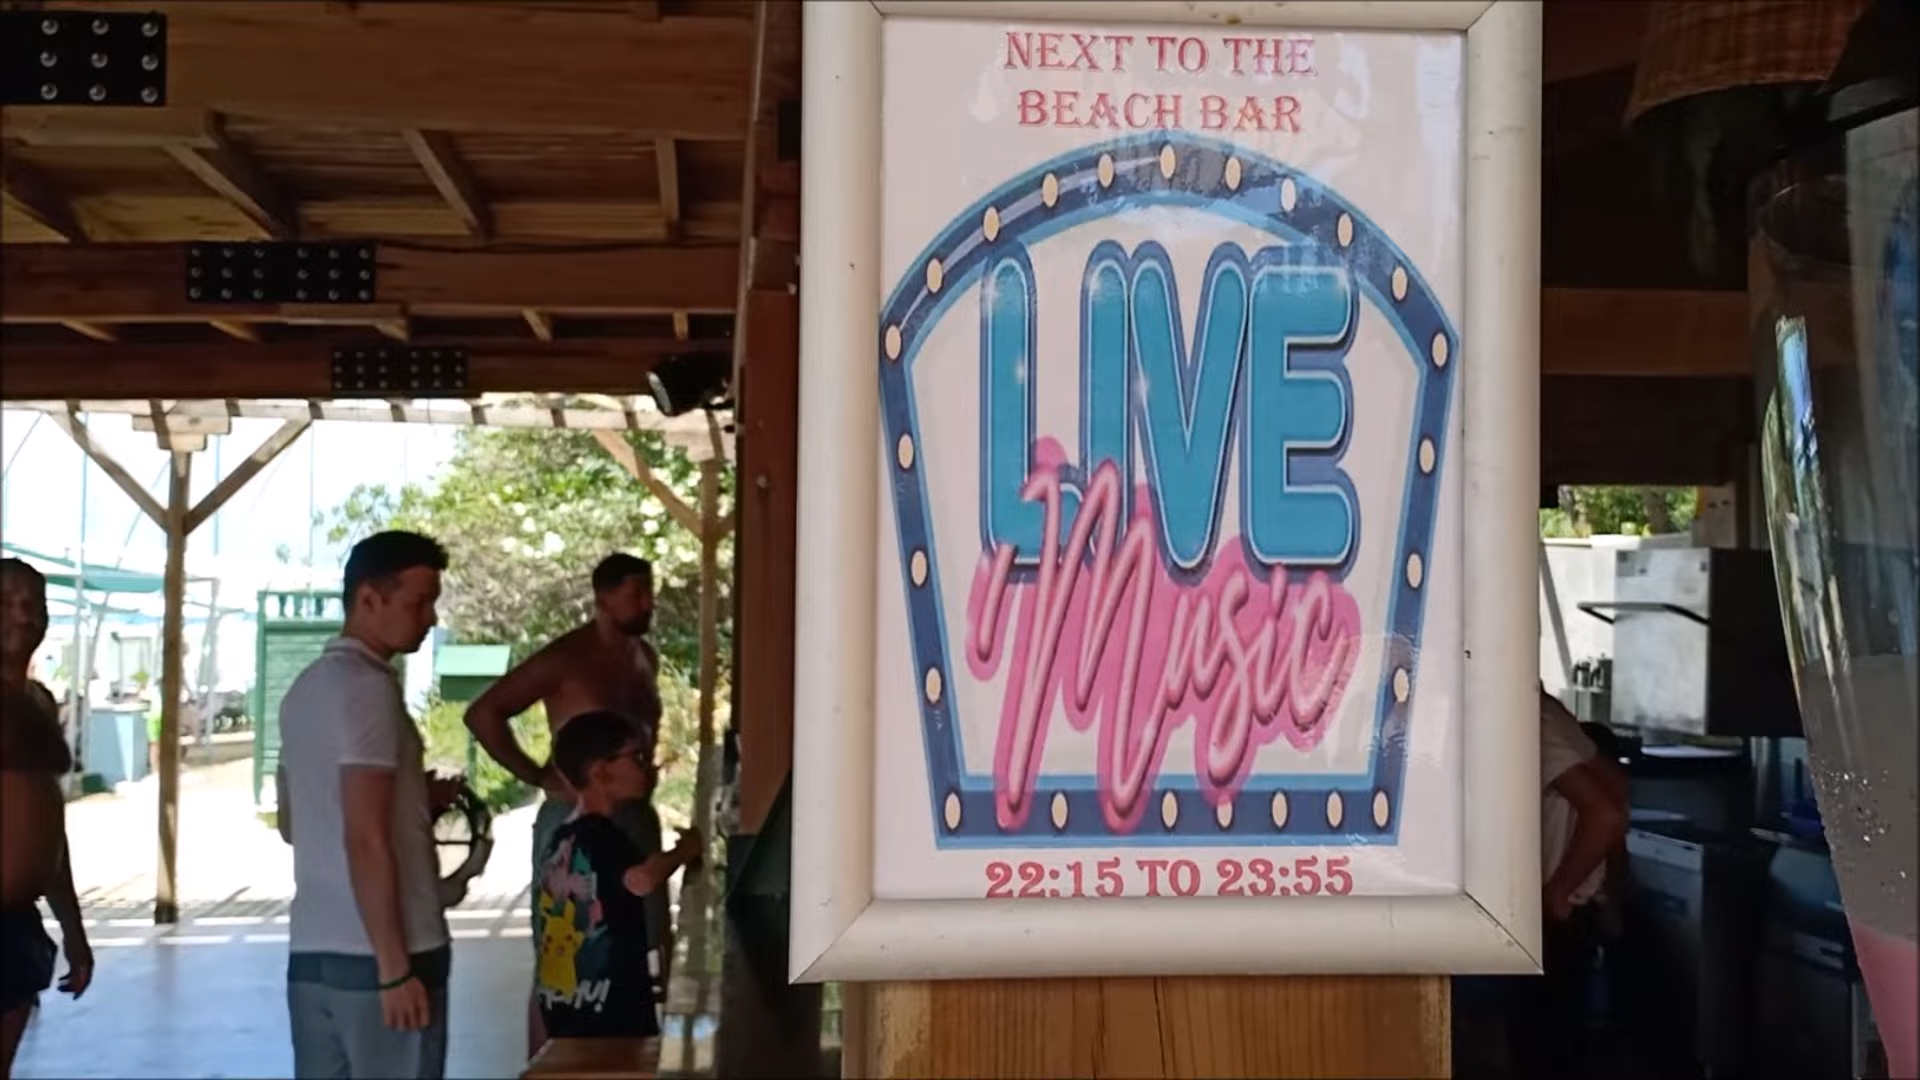 NEXT TO THE
BEACH BAR
LIVE
Music
22:15 TO 23:55